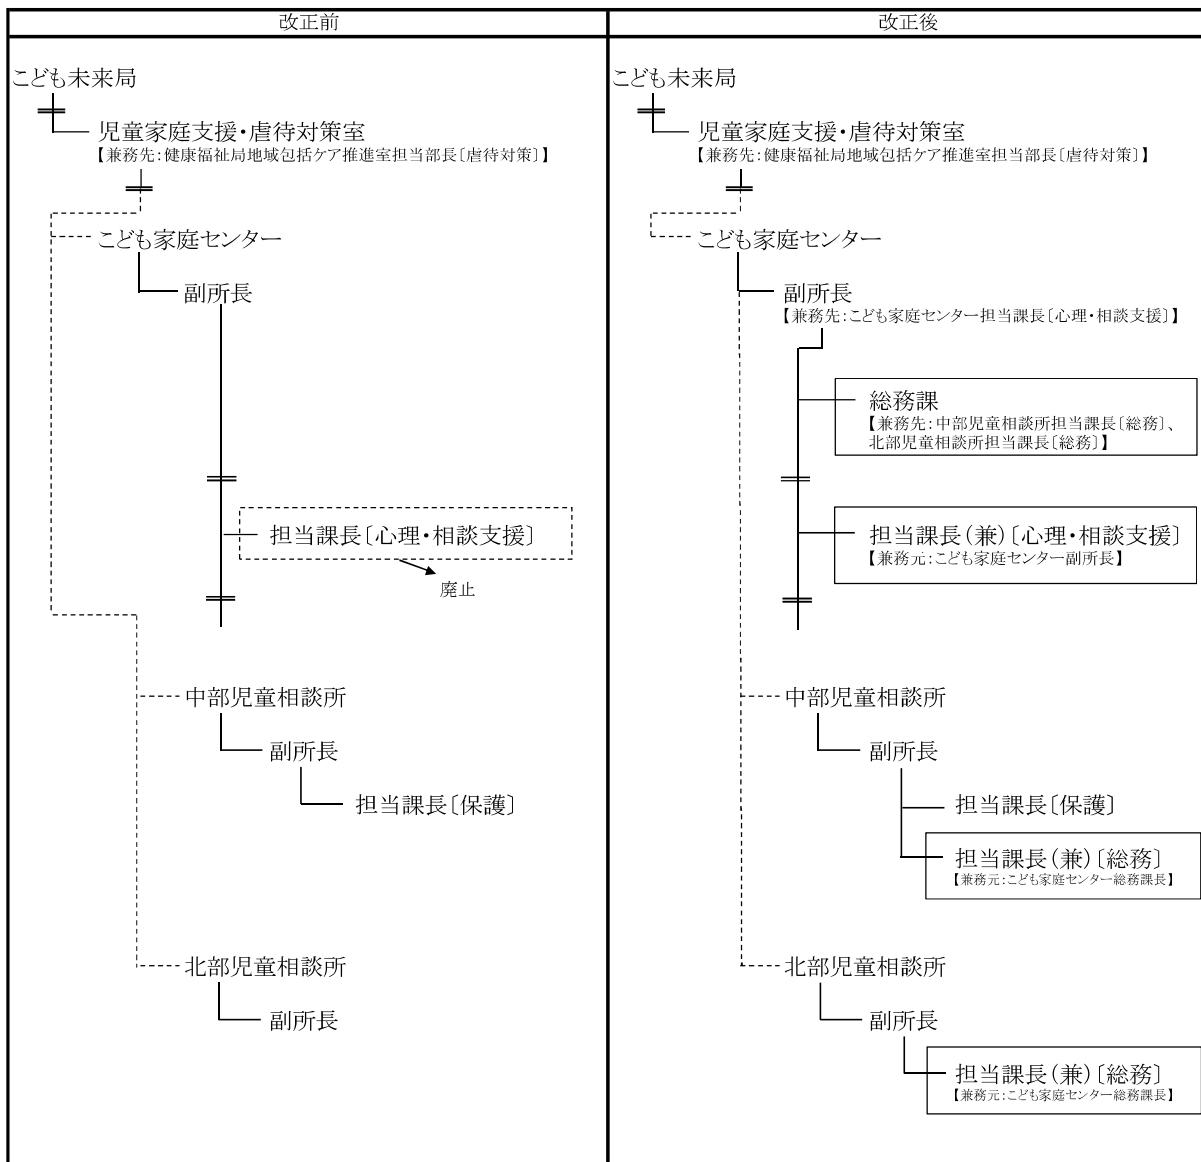 改正前
こども未来局
児童家庭支援・虐待対策室
【兼務先：健康福祉局地域包括ケア推進室担当部長〔虐待対策〕】
こども家庭センター
副所長
担当課長〔心理・相談支援〕
廃止
中部児童相談所
副所長
担当課長〔保護〕
北部児童相談所
副所長
改正後
こども未来局
児童家庭支援・虐待対策室
【兼務先：健康福祉局地域包括ケア推進室担当部長〔虐待対策〕】
こども家庭センター
副所長
【兼務先：こども家庭センター担当課長〔心理・相談支援〕】
総務課
【兼務先：中部児童相談所担当課長〔総務〕、
北部児童相談所担当課長〔総務〕】
担当課長（兼）〔心理・相談支援〕
【兼務元：こども家庭センター副所長】
中部児童相談所
副所長
担当課長〔保護〕
担当課長（兼）〔総務〕
【兼務元：こども家庭センター総務課長】
北部児童相談所
副所長
担当課長（兼）〔総務〕
【兼務元：こども家庭センター総務課長】